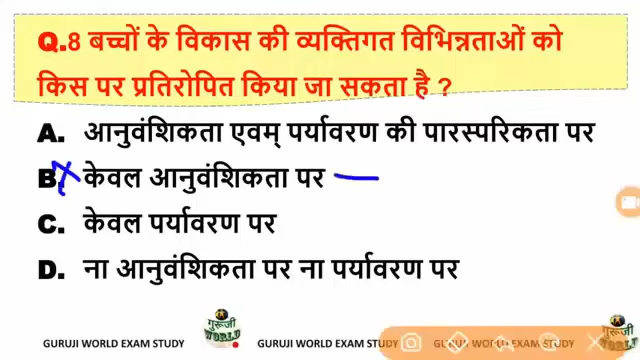 Q.8 बच्चों के विकास की व्यक्तिगत विभिन्नताओं को
किस पर प्रतिरोपित किया जा सकता है ?
A. आनुवंशिकता एवम् पर्यावरण की पारस्परिकता पर
B. केवल आनुवंशिकता पर
C. केवल पर्यावरण पर
D. ना आनुवंशिकता पर ना पर्यावरण पर
गुरूजी
WORLD
गुरूजी
WORLD
GURUJI WORLD EXAM STUDY
GURUJI WORLD EXAM STUDY
GURUJI WORLD EXAM STUDY